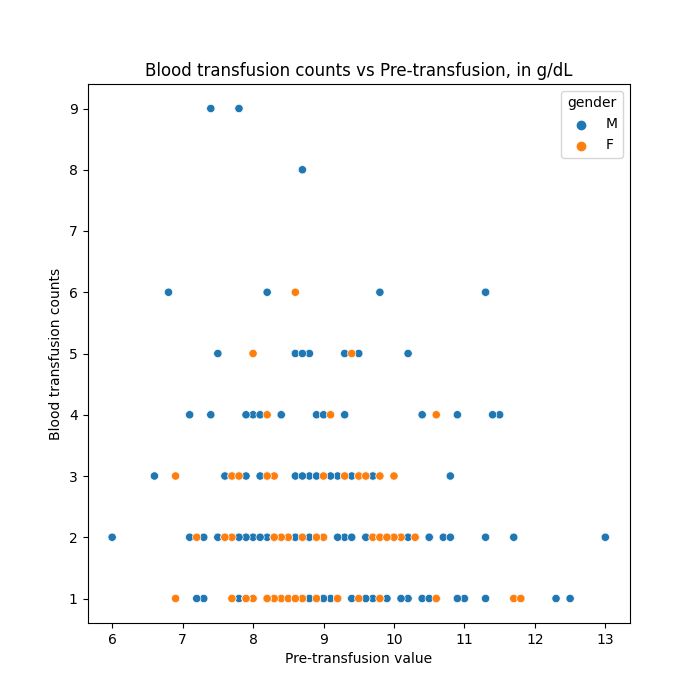 Blood transfusion counts vs Pre-transfusion, in g/dL
gender
M
F
9
8
7
6
5
4
3
2
1
Blood transfusion counts
6 7 8 9 10 11 12 13
Pre-transfusion value